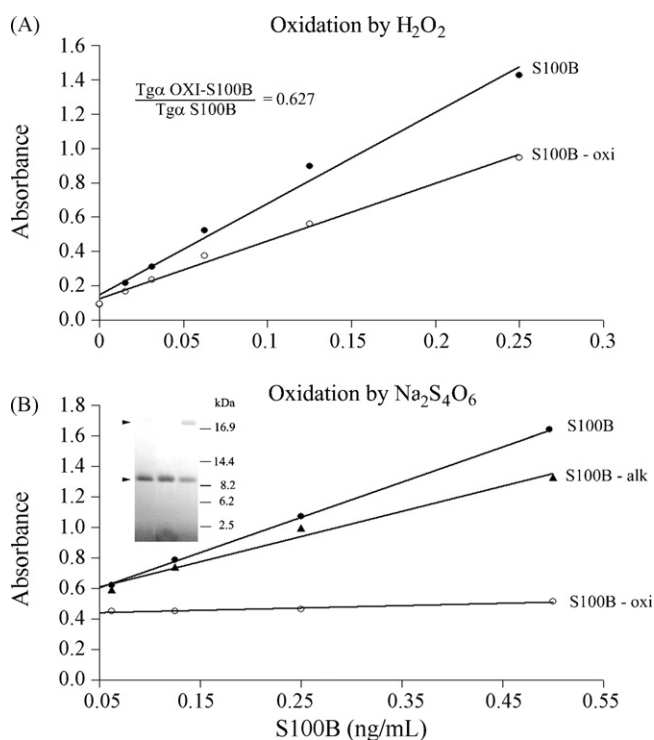 (A)
Oxidation by H₂O₂
Absorbance
1.6
1.4
1.2
1.0
0.8
0.6
0.4
0.2
0.0
Tgα OXI-S100B
Tgα S100B
= 0.627
S100B
S100B - oxi
0 0.05 0.1 0.15 0.20 0.25 0.3
(B)
Oxidation by Na₂S₄O₆
Absorbance
1.8
1.6
1.4
1.2
1.0
0.8
0.6
0.4
0.2
0.0
kDa
16.9
14.4
8.2
6.2
2.5
S100B
S100B - alk
S100B - oxi
0.05 0.15 0.25 0.35 0.45 0.55
S100B (ng/mL)